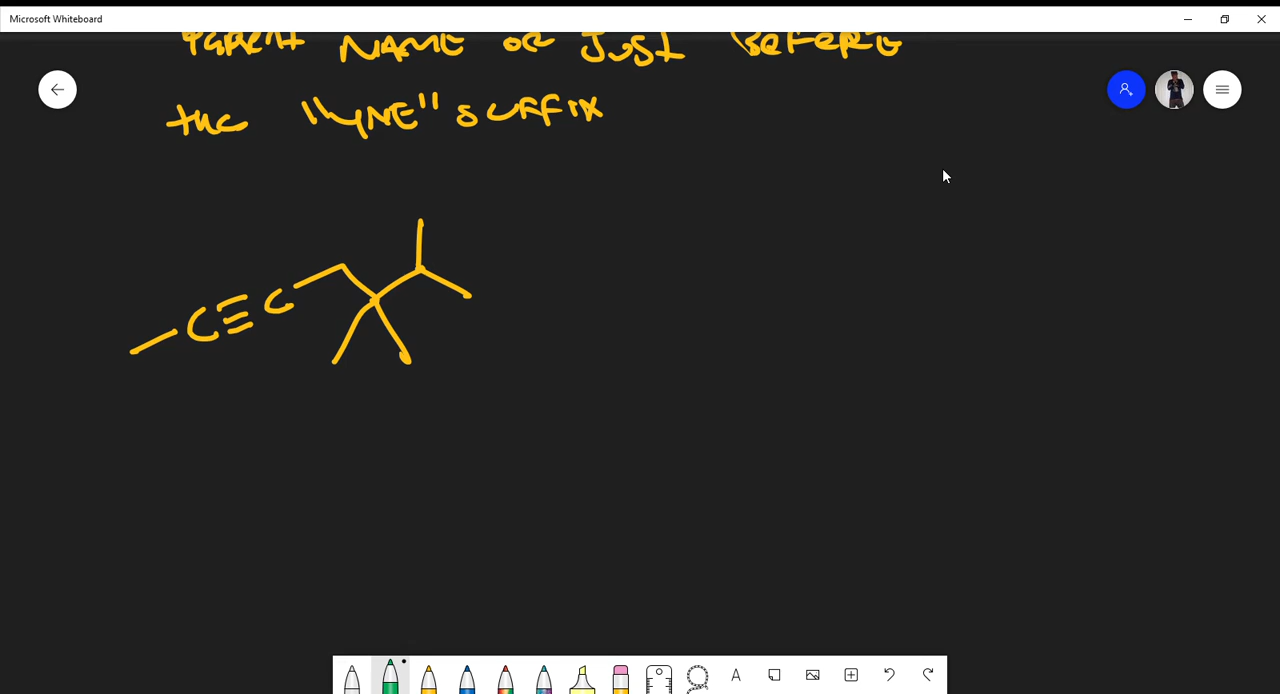 Microsoft Whiteboard
PARENT NAME OR JUST BEFORE
the "YNE" SUFFIX
C≡C
A